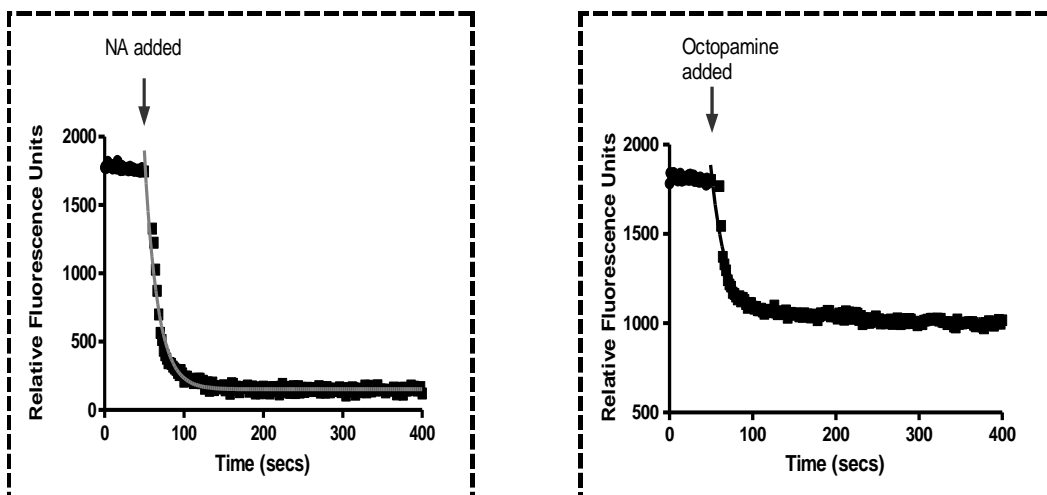 NA added
Relative Fluorescence Units
2000
1500
1000
500
0
0 100 200 300 400
Time (secs)
Octopamine
added
Relative Fluorescence Units
2000
1500
1000
500
0 100 200 300 400
Time (secs)